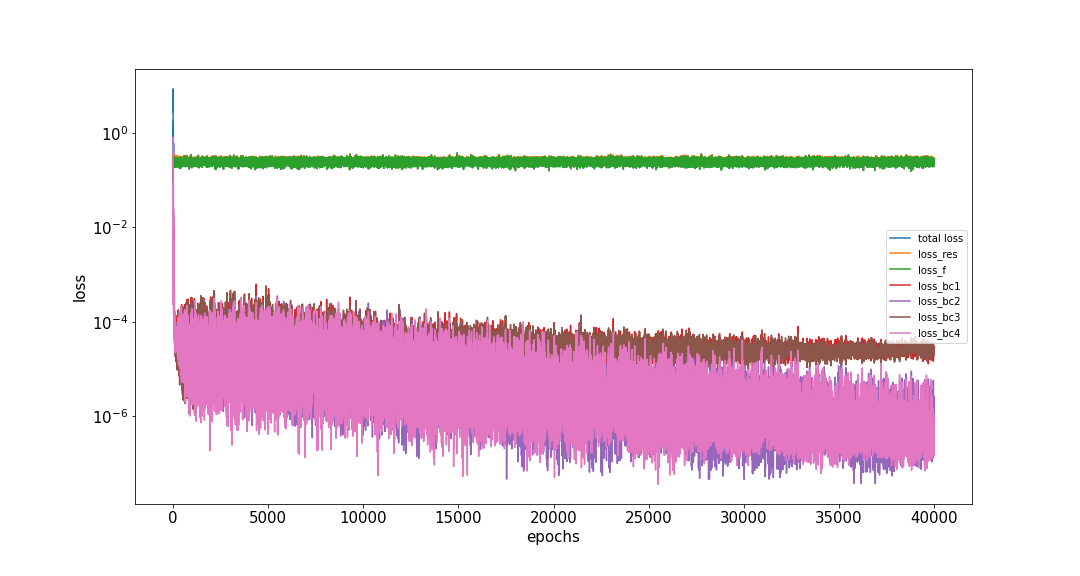 10^0
10^-2
10^-4
10^-6
loss
total loss
loss_res
loss_f
loss_bc1
loss_bc2
loss_bc3
loss_bc4
0 5000 10000 15000 20000 25000 30000 35000 40000
epochs